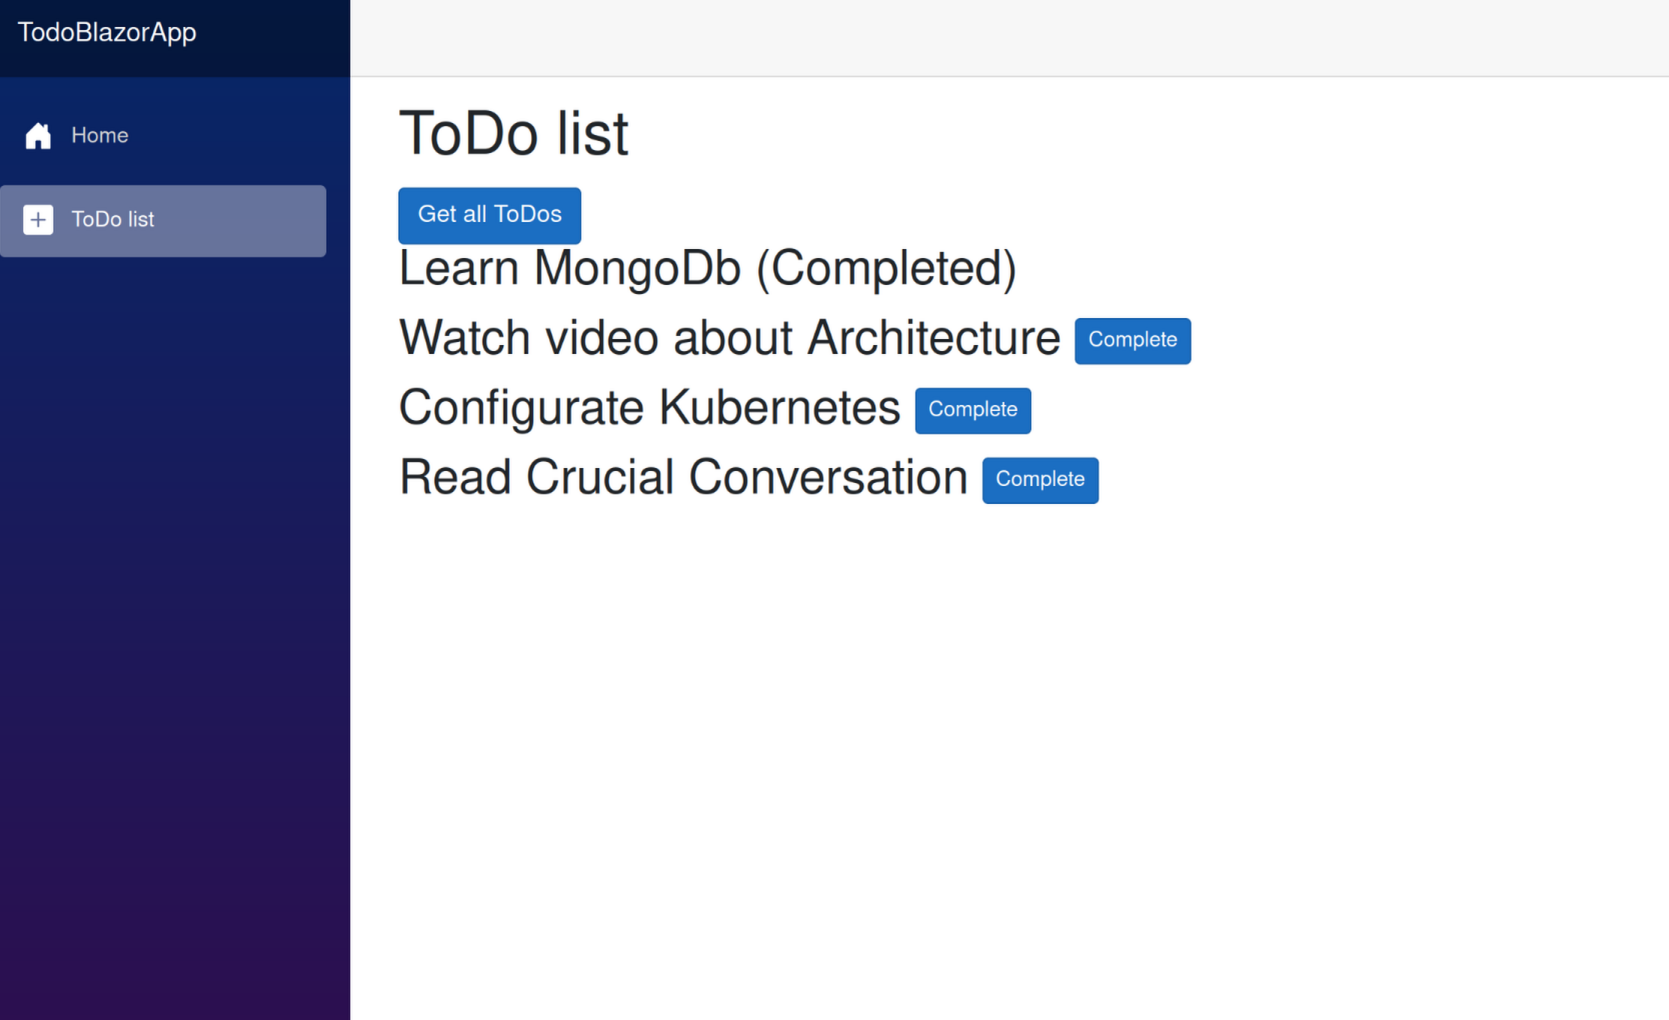 TodoBlazorApp
Home
ToDo list
ToDo list
Get all ToDos
Learn MongoDb (Completed)
Watch video about Architecture Complete
Configurate Kubernetes Complete
Read Crucial Conversation Complete